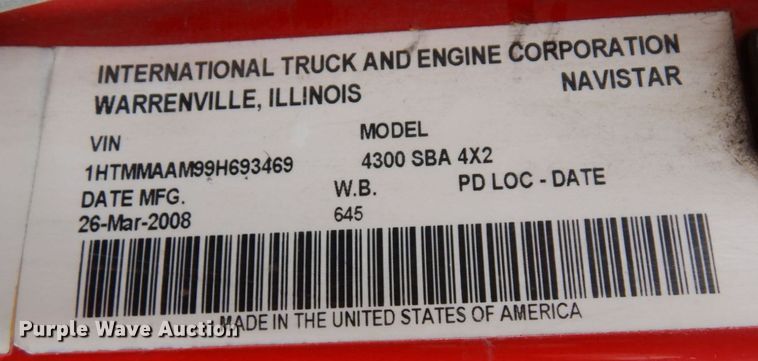 INTERNATIONAL TRUCK AND ENGINE CORPORATION
WARRENVILLE, ILLINOIS NAVISTAR
VIN MODEL
1HTMMAAM99H693469 4300 SBA 4X2
DATE MFG. W.B. PD LOC - DATE
26-Mar-2008 645
MADE IN THE UNITED STATES OF AMERICA
Purple Wave Auction